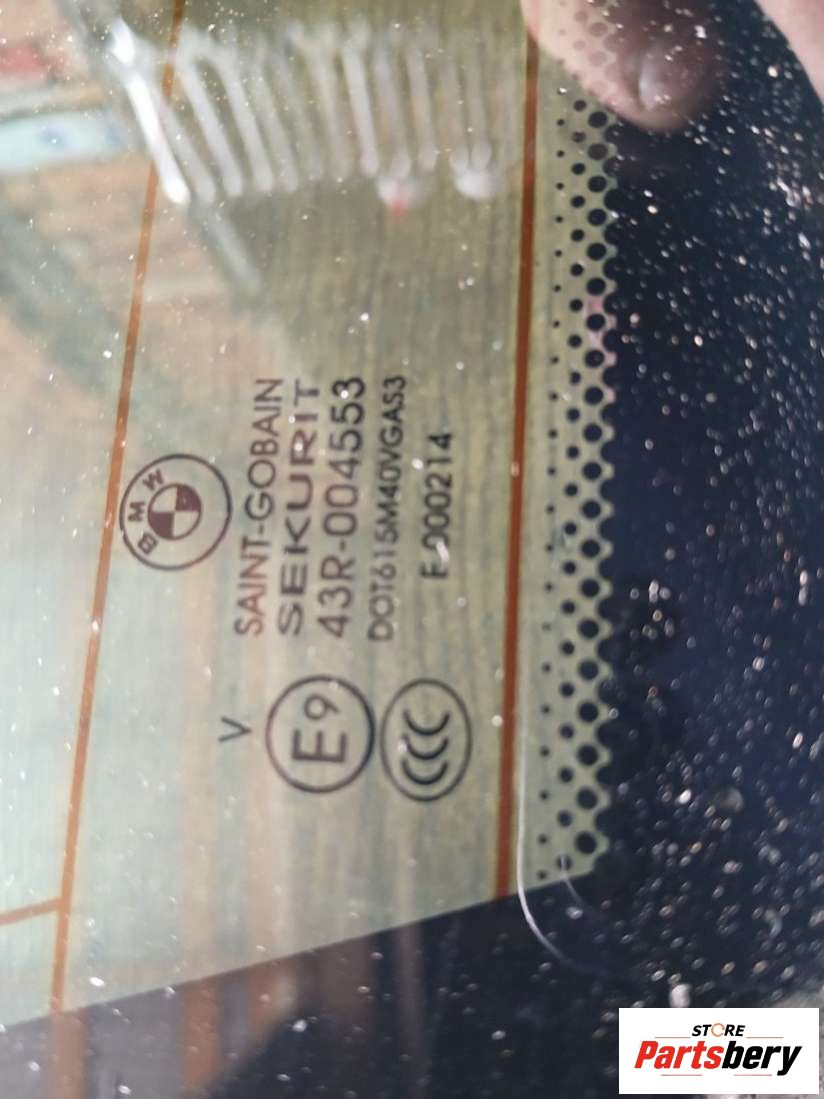 BMW
SAINT-GOBAIN
SEKURIT
43R-004553
DOT615M40VGAS3
F-000214
V
E9
CCC
STORE
Partsbery